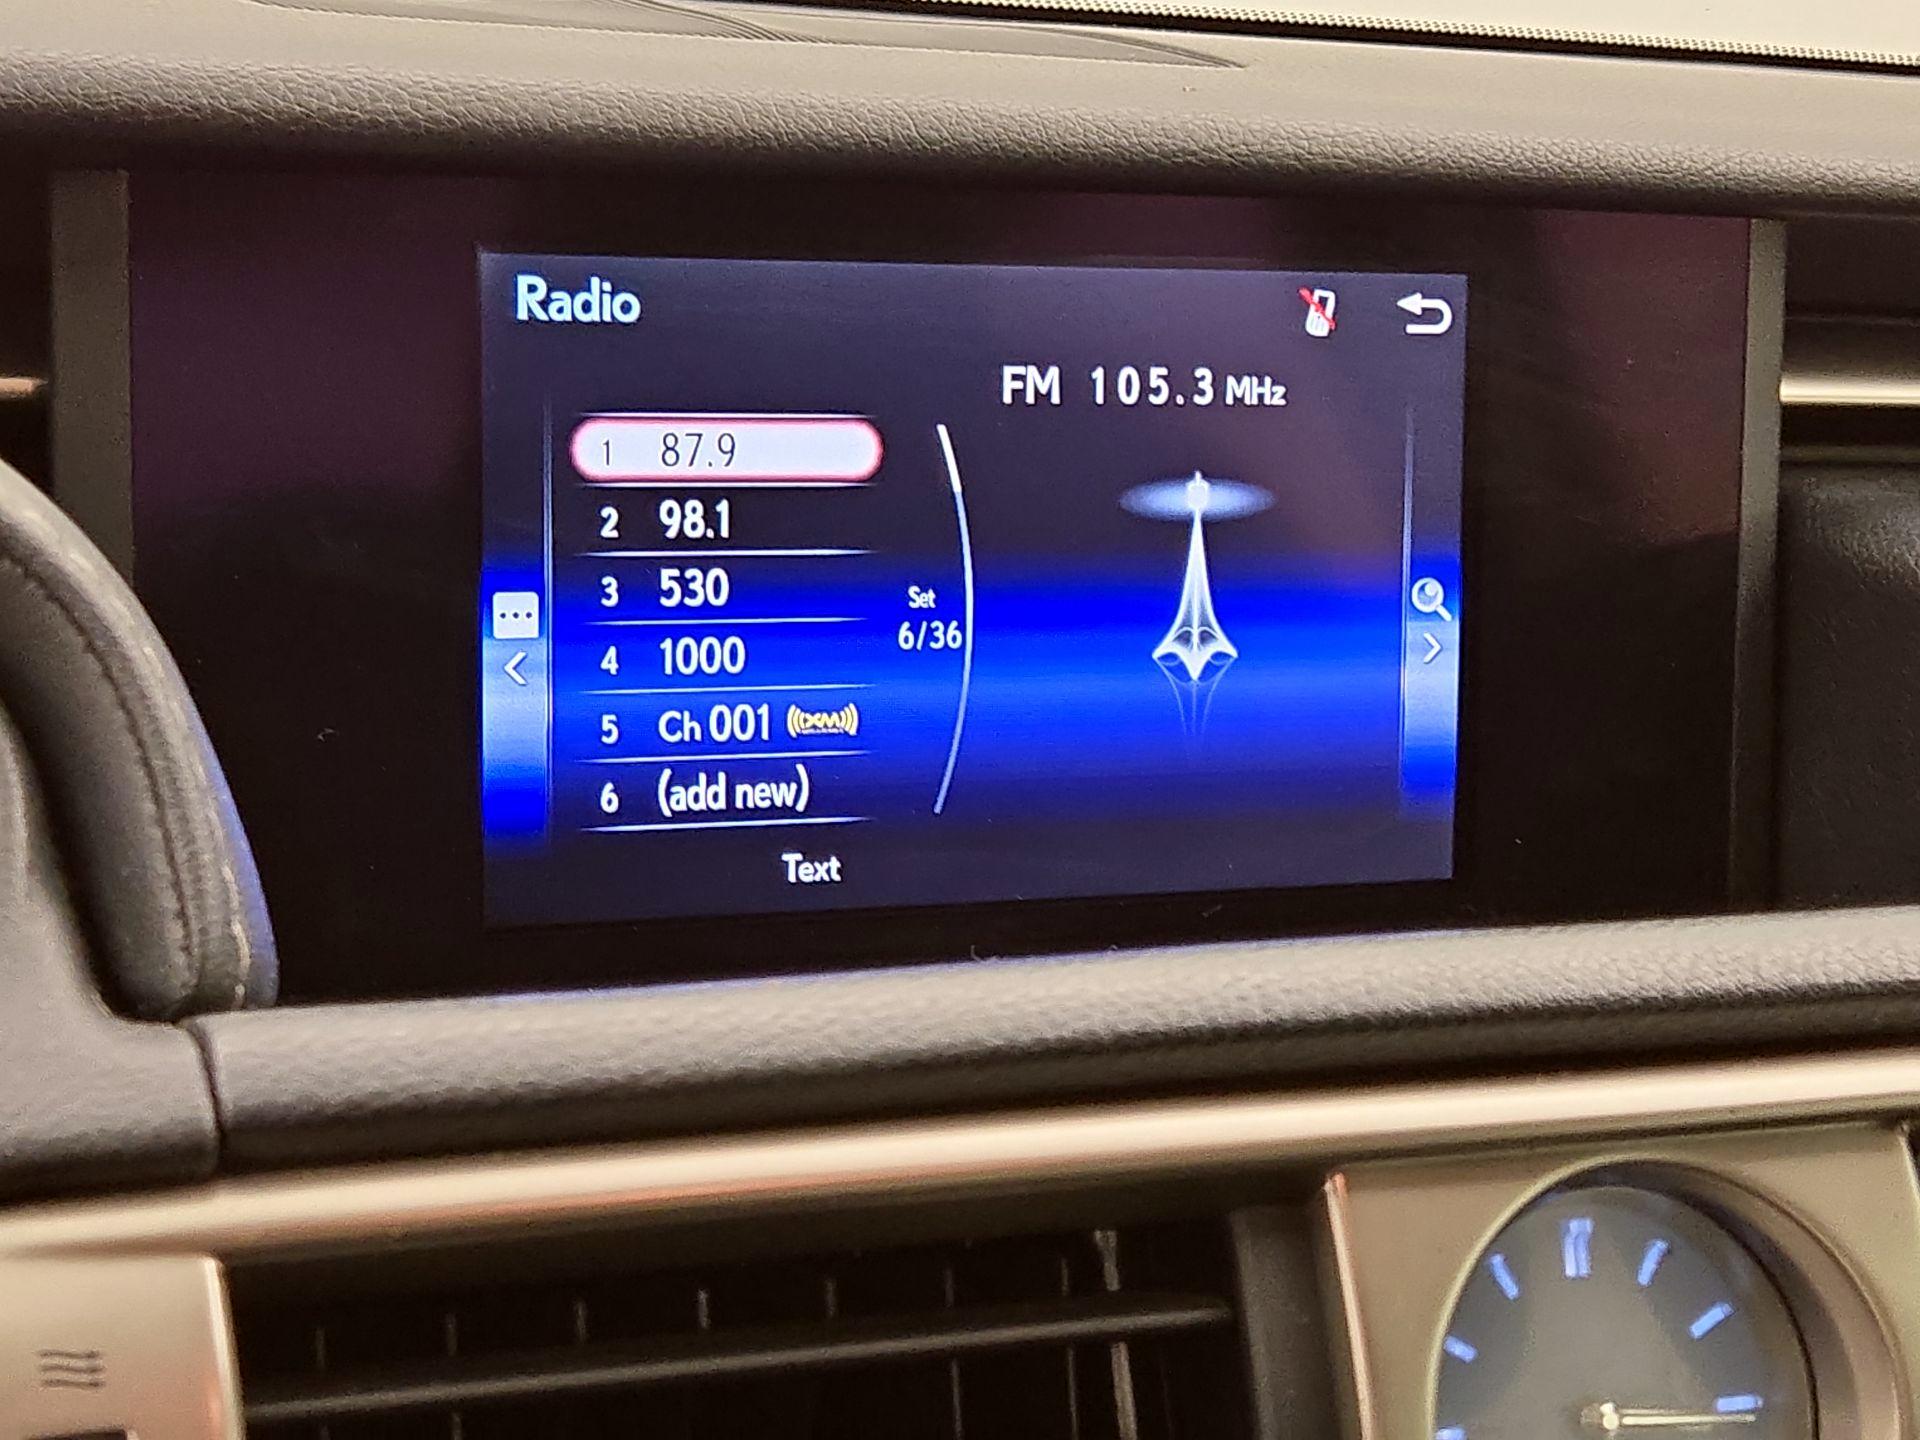 Radio
FM 105.3 MHz
1 87.9
2 98.1
3 530
4 1000
5 Ch 001 ((XM))
6 (add new)
Set
6/36
Text